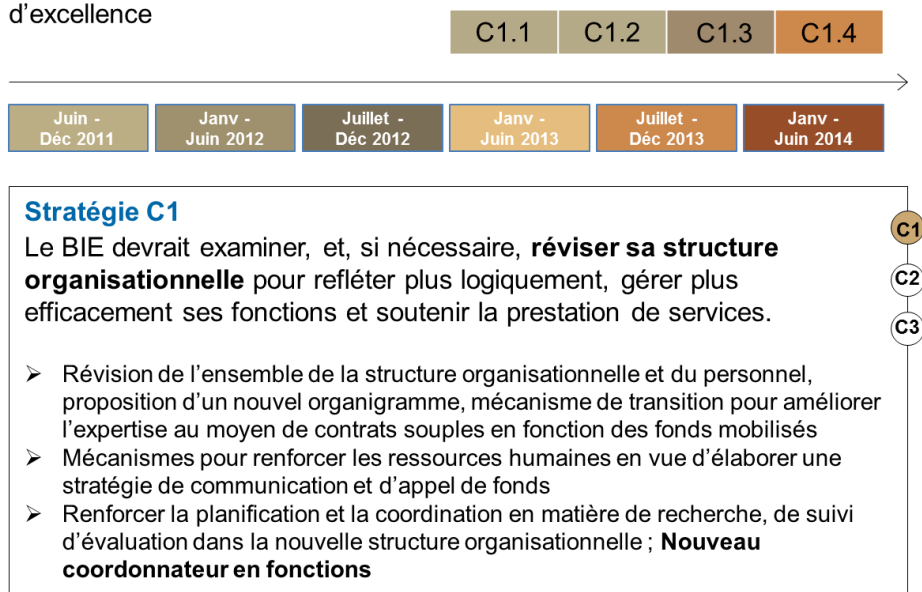 d’excellence
C1.1 C1.2 C1.3 C1.4
Juin - Déc 2011
Janv - Juin 2012
Juillet - Déc 2012
Janv - Juin 2013
Juillet - Déc 2013
Janv - Juin 2014
Stratégie C1
Le BIE devrait examiner, et, si nécessaire, réviser sa structure
organisationnelle pour refléter plus logiquement, gérer plus
efficacement ses fonctions et soutenir la prestation de services.
➢ Révision de l’ensemble de la structure organisationnelle et du personnel,
proposition d’un nouvel organigramme, mécanisme de transition pour améliorer
l’expertise au moyen de contrats souples en fonction des fonds mobilisés
➢ Mécanismes pour renforcer les ressources humaines en vue d’élaborer une
stratégie de communication et d’appel de fonds
➢ Renforcer la planification et la coordination en matière de recherche, de suivi
d’évaluation dans la nouvelle structure organisationnelle ; Nouveau
coordonnateur en fonctions
C1
C2
C3